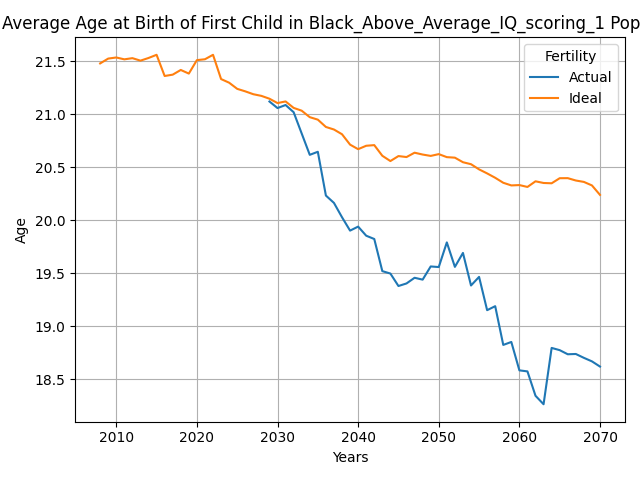 Average Age at Birth of First Child in Black_Above_Average_IQ_scoring_1 Pop
Fertility
Actual
Ideal
21.5
21.0
20.5
20.0
19.5
19.0
18.5
Age
2010 2020 2030 2040 2050 2060 2070
Years